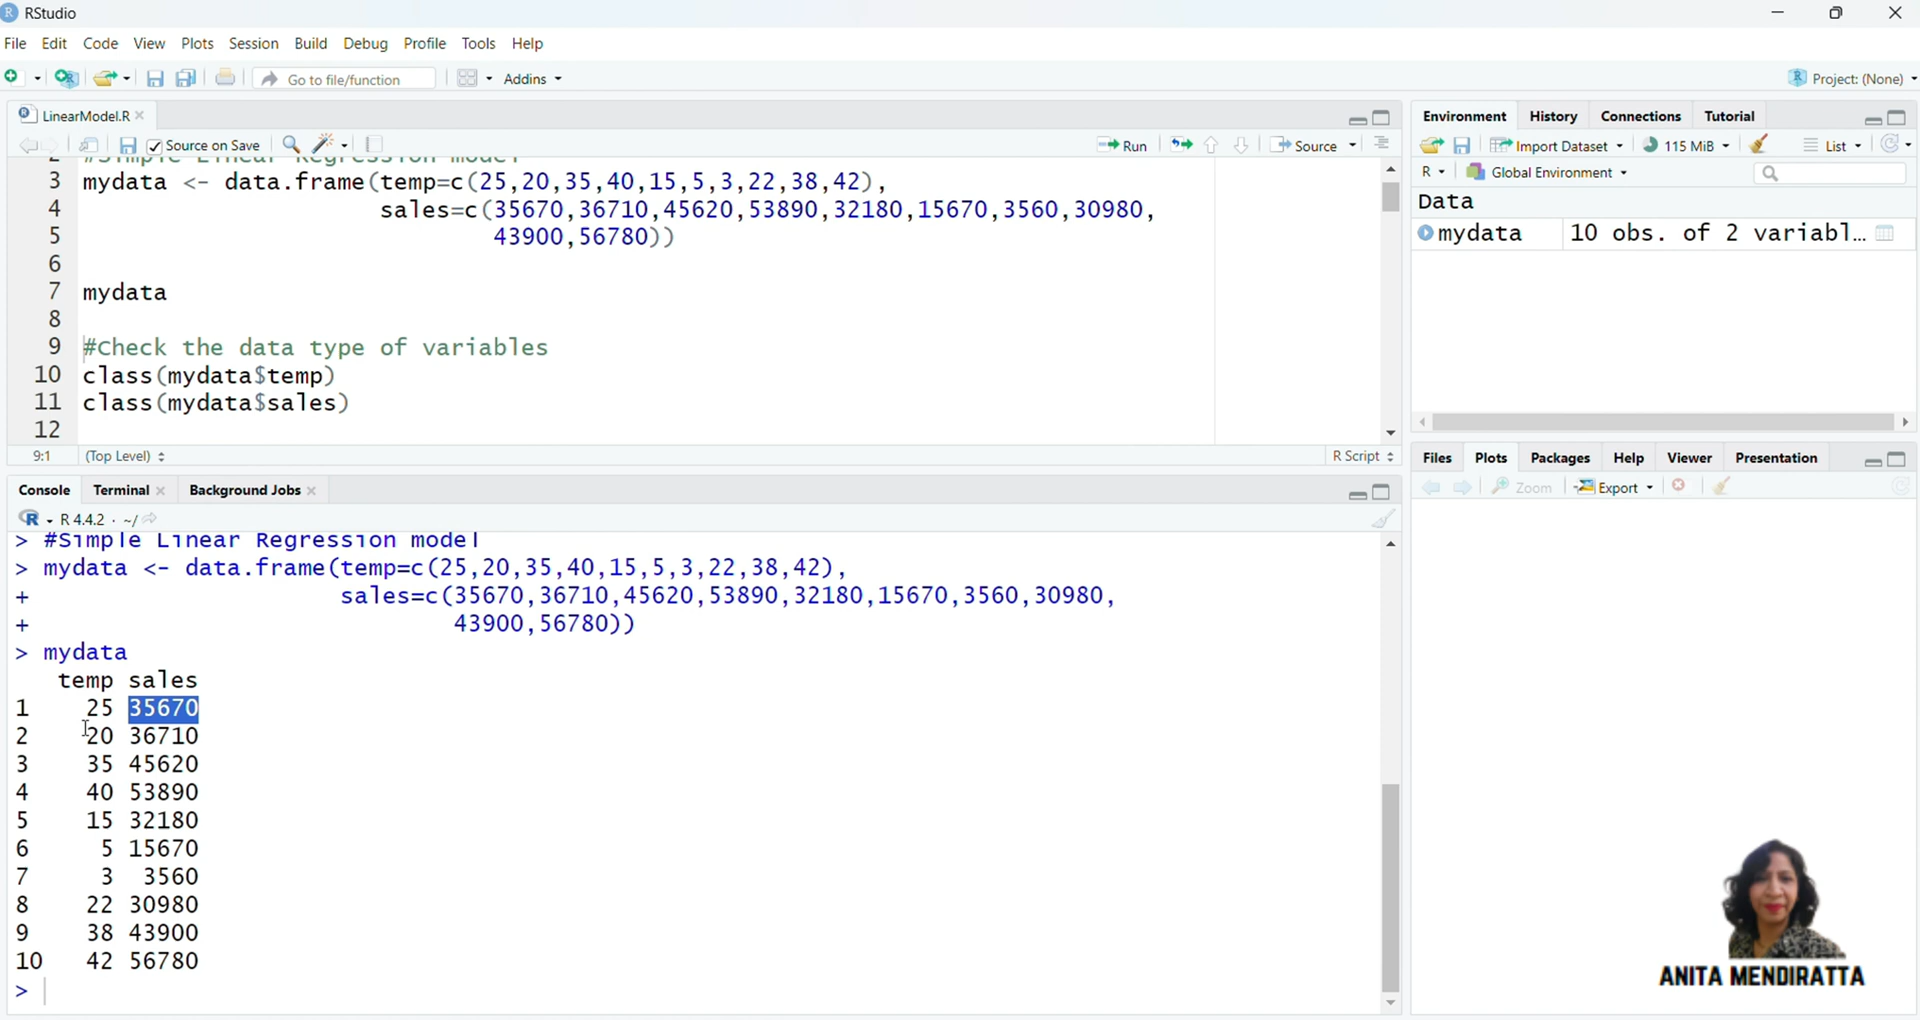 RStudio
File Edit Code View Plots Session Build Debug Profile Tools Help
Go to file/function Addins Project: (None)
LinearModel.R
Source on Save Run Source
2 #Simple Linear Regression model
3 mydata <- data.frame(temp=c(25,20,35,40,15,5,3,22,38,42),
4 sales=c(35670,36710,45620,53890,32180,15670,3560,30980,
5 43900,56780))
6
7 mydata
8
9 #Check the data type of variables
10 class(mydata$temp)
11 class(mydata$sales)
12
9:1 (Top Level) R Script
Console Terminal Background Jobs
R 4.4.2 · ~/
> #Simple Linear Regression model
> mydata <- data.frame(temp=c(25,20,35,40,15,5,3,22,38,42),
+ sales=c(35670,36710,45620,53890,32180,15670,3560,30980,
+ 43900,56780))
> mydata
temp sales
1 25 35670
2 20 36710
3 35 45620
4 40 53890
5 15 32180
6 5 15670
7 3 3560
8 22 30980
9 38 43900
10 42 56780
>
Environment History Connections Tutorial
Import Dataset 115 MiB List
R Global Environment
Data
mydata 10 obs. of 2 variabl…
Files Plots Packages Help Viewer Presentation
Zoom Export
ANITA MENDIRATTA